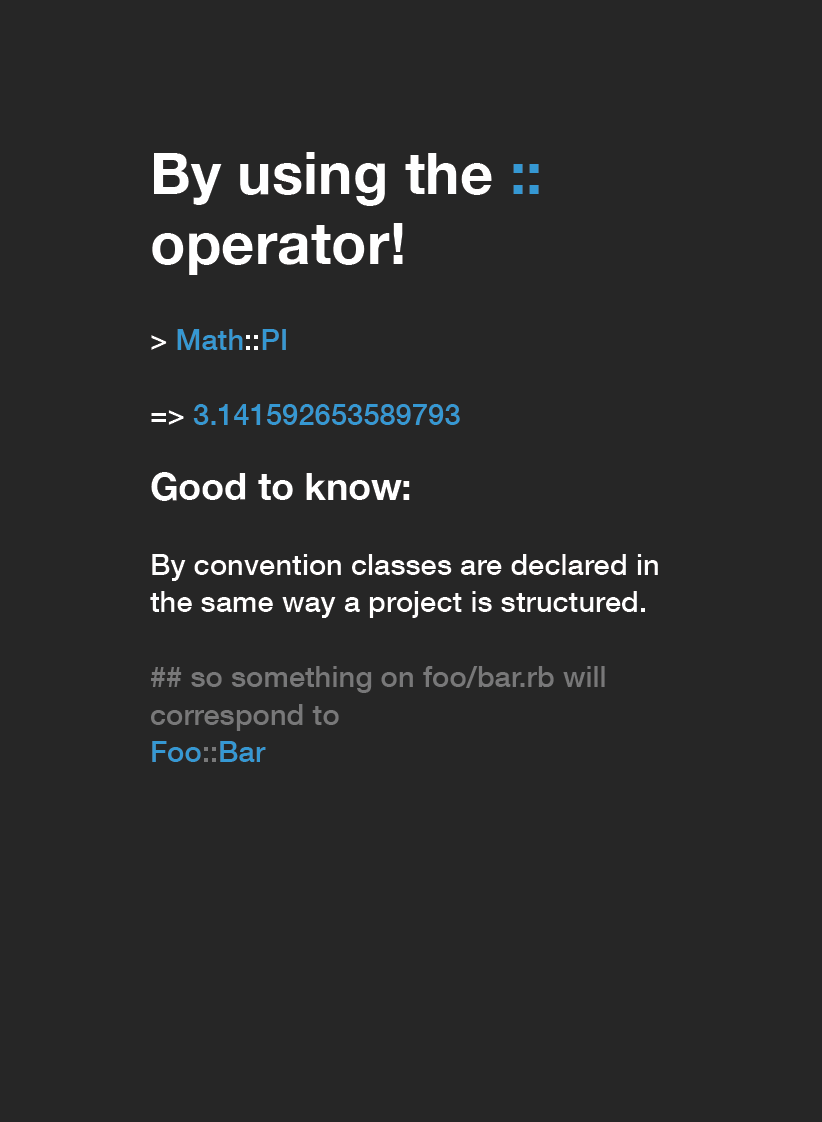 By using the ::
operator!
> Math::PI
=> 3.141592653589793
Good to know:
By convention classes are declared in
the same way a project is structured.
## so something on foo/bar.rb will
correspond to
Foo::Bar